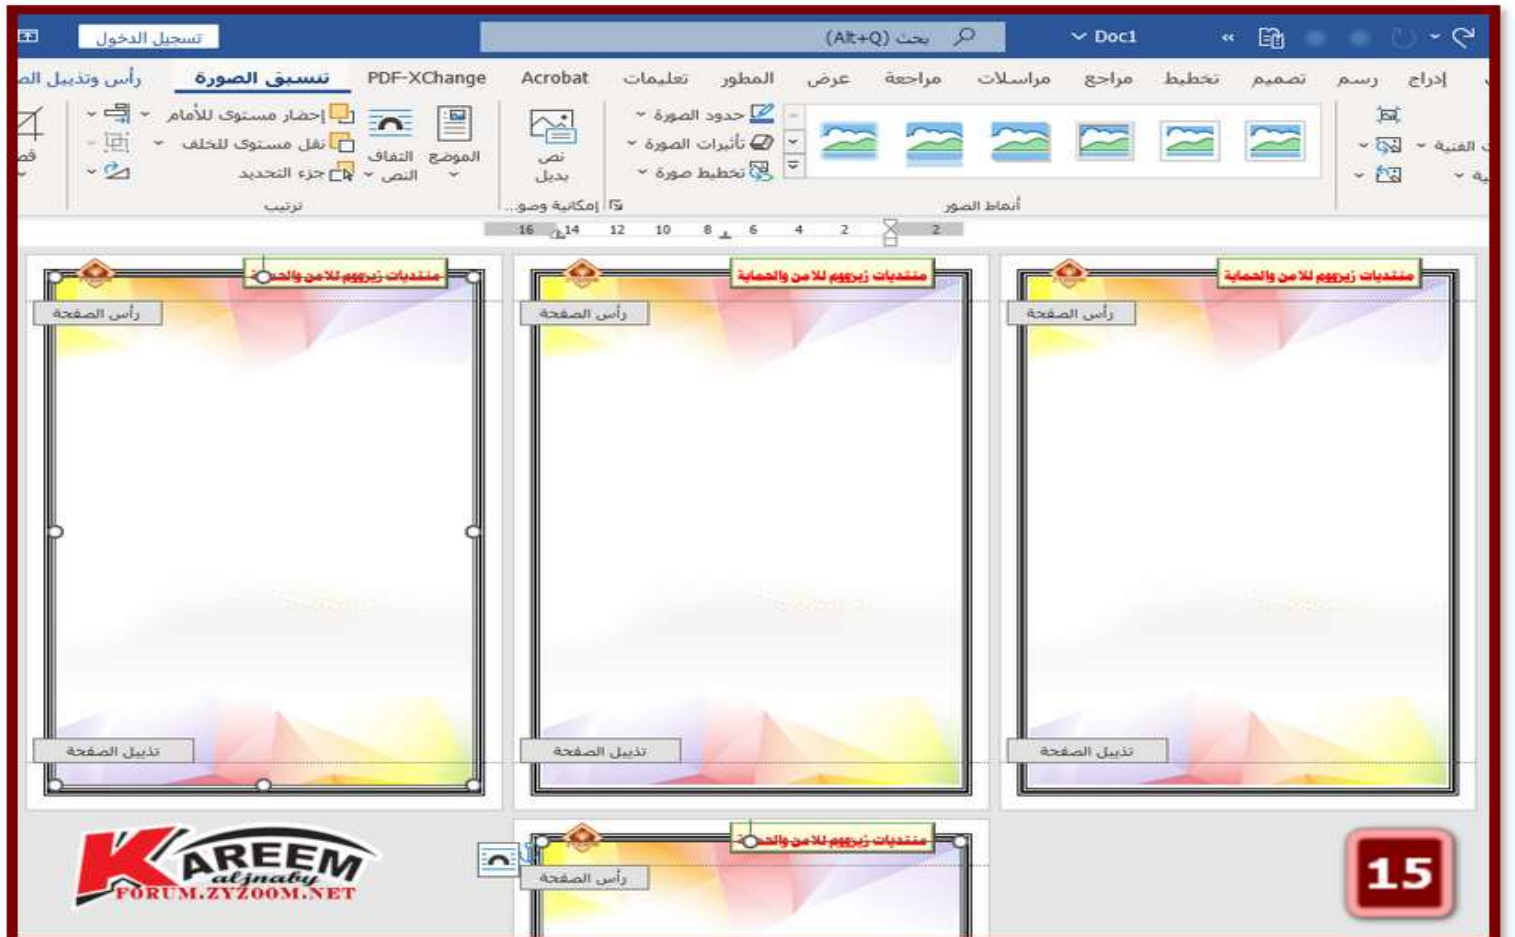 Doc1
بحث (Alt+Q)
تسجيل الدخول
إدراج رسم تصميم تخطيط مراجع مراسلات مراجعة عرض المطور تعليمات Acrobat PDF-XChange تنسيق الصورة رأس وتذييل
حدود الصورة
تأثيرات الصورة
تخطيط صورة
نص بديل
الموضع
التفاف النص
إحضار مستوى للأمام
نقل مستوى للخلف
جزء التحديد
الفنية
أنماط الصور
إمكانية وصو...
ترتيب
2 2 4 6 8 10 12 14 16
منتديات زيزووم للامن والحماية
رأس الصفحة
تذييل الصفحة
منتديات زيزووم للامن والحماية
رأس الصفحة
تذييل الصفحة
منتديات زيزووم للامن والحماية
رأس الصفحة
تذييل الصفحة
منتديات زيزووم للامن والحماية
رأس الصفحة
KAREEM
aljnaby
FORUM.ZYZOOM.NET
15